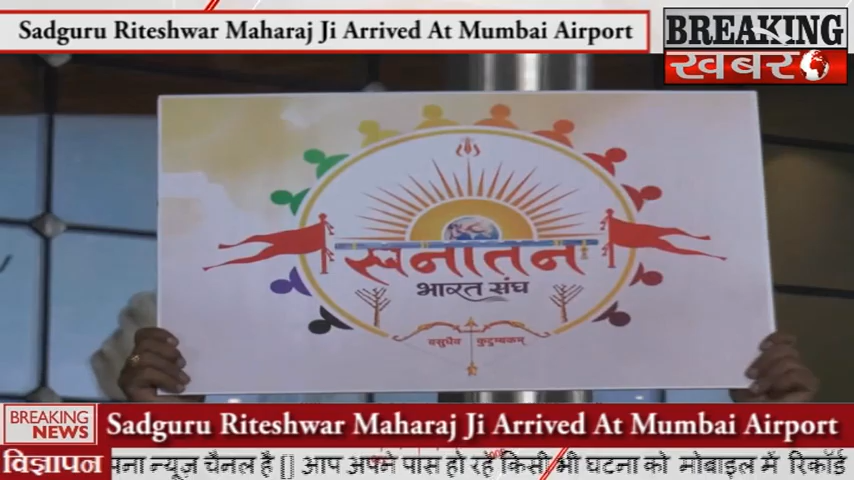 Sadguru Riteshwar Maharaj Ji Arrived At Mumbai Airport
BREAKING
खबर
सनातन
भारत संघ
वसुधैव कुटुम्बकम्
BREAKING NEWS
Sadguru Riteshwar Maharaj Ji Arrived At Mumbai Airport
विज्ञापन
पना न्यूज़ चैनल है [] आप अपने पास हो रहे किसी भी घटना को मोबाइल में रिकॉर्ड